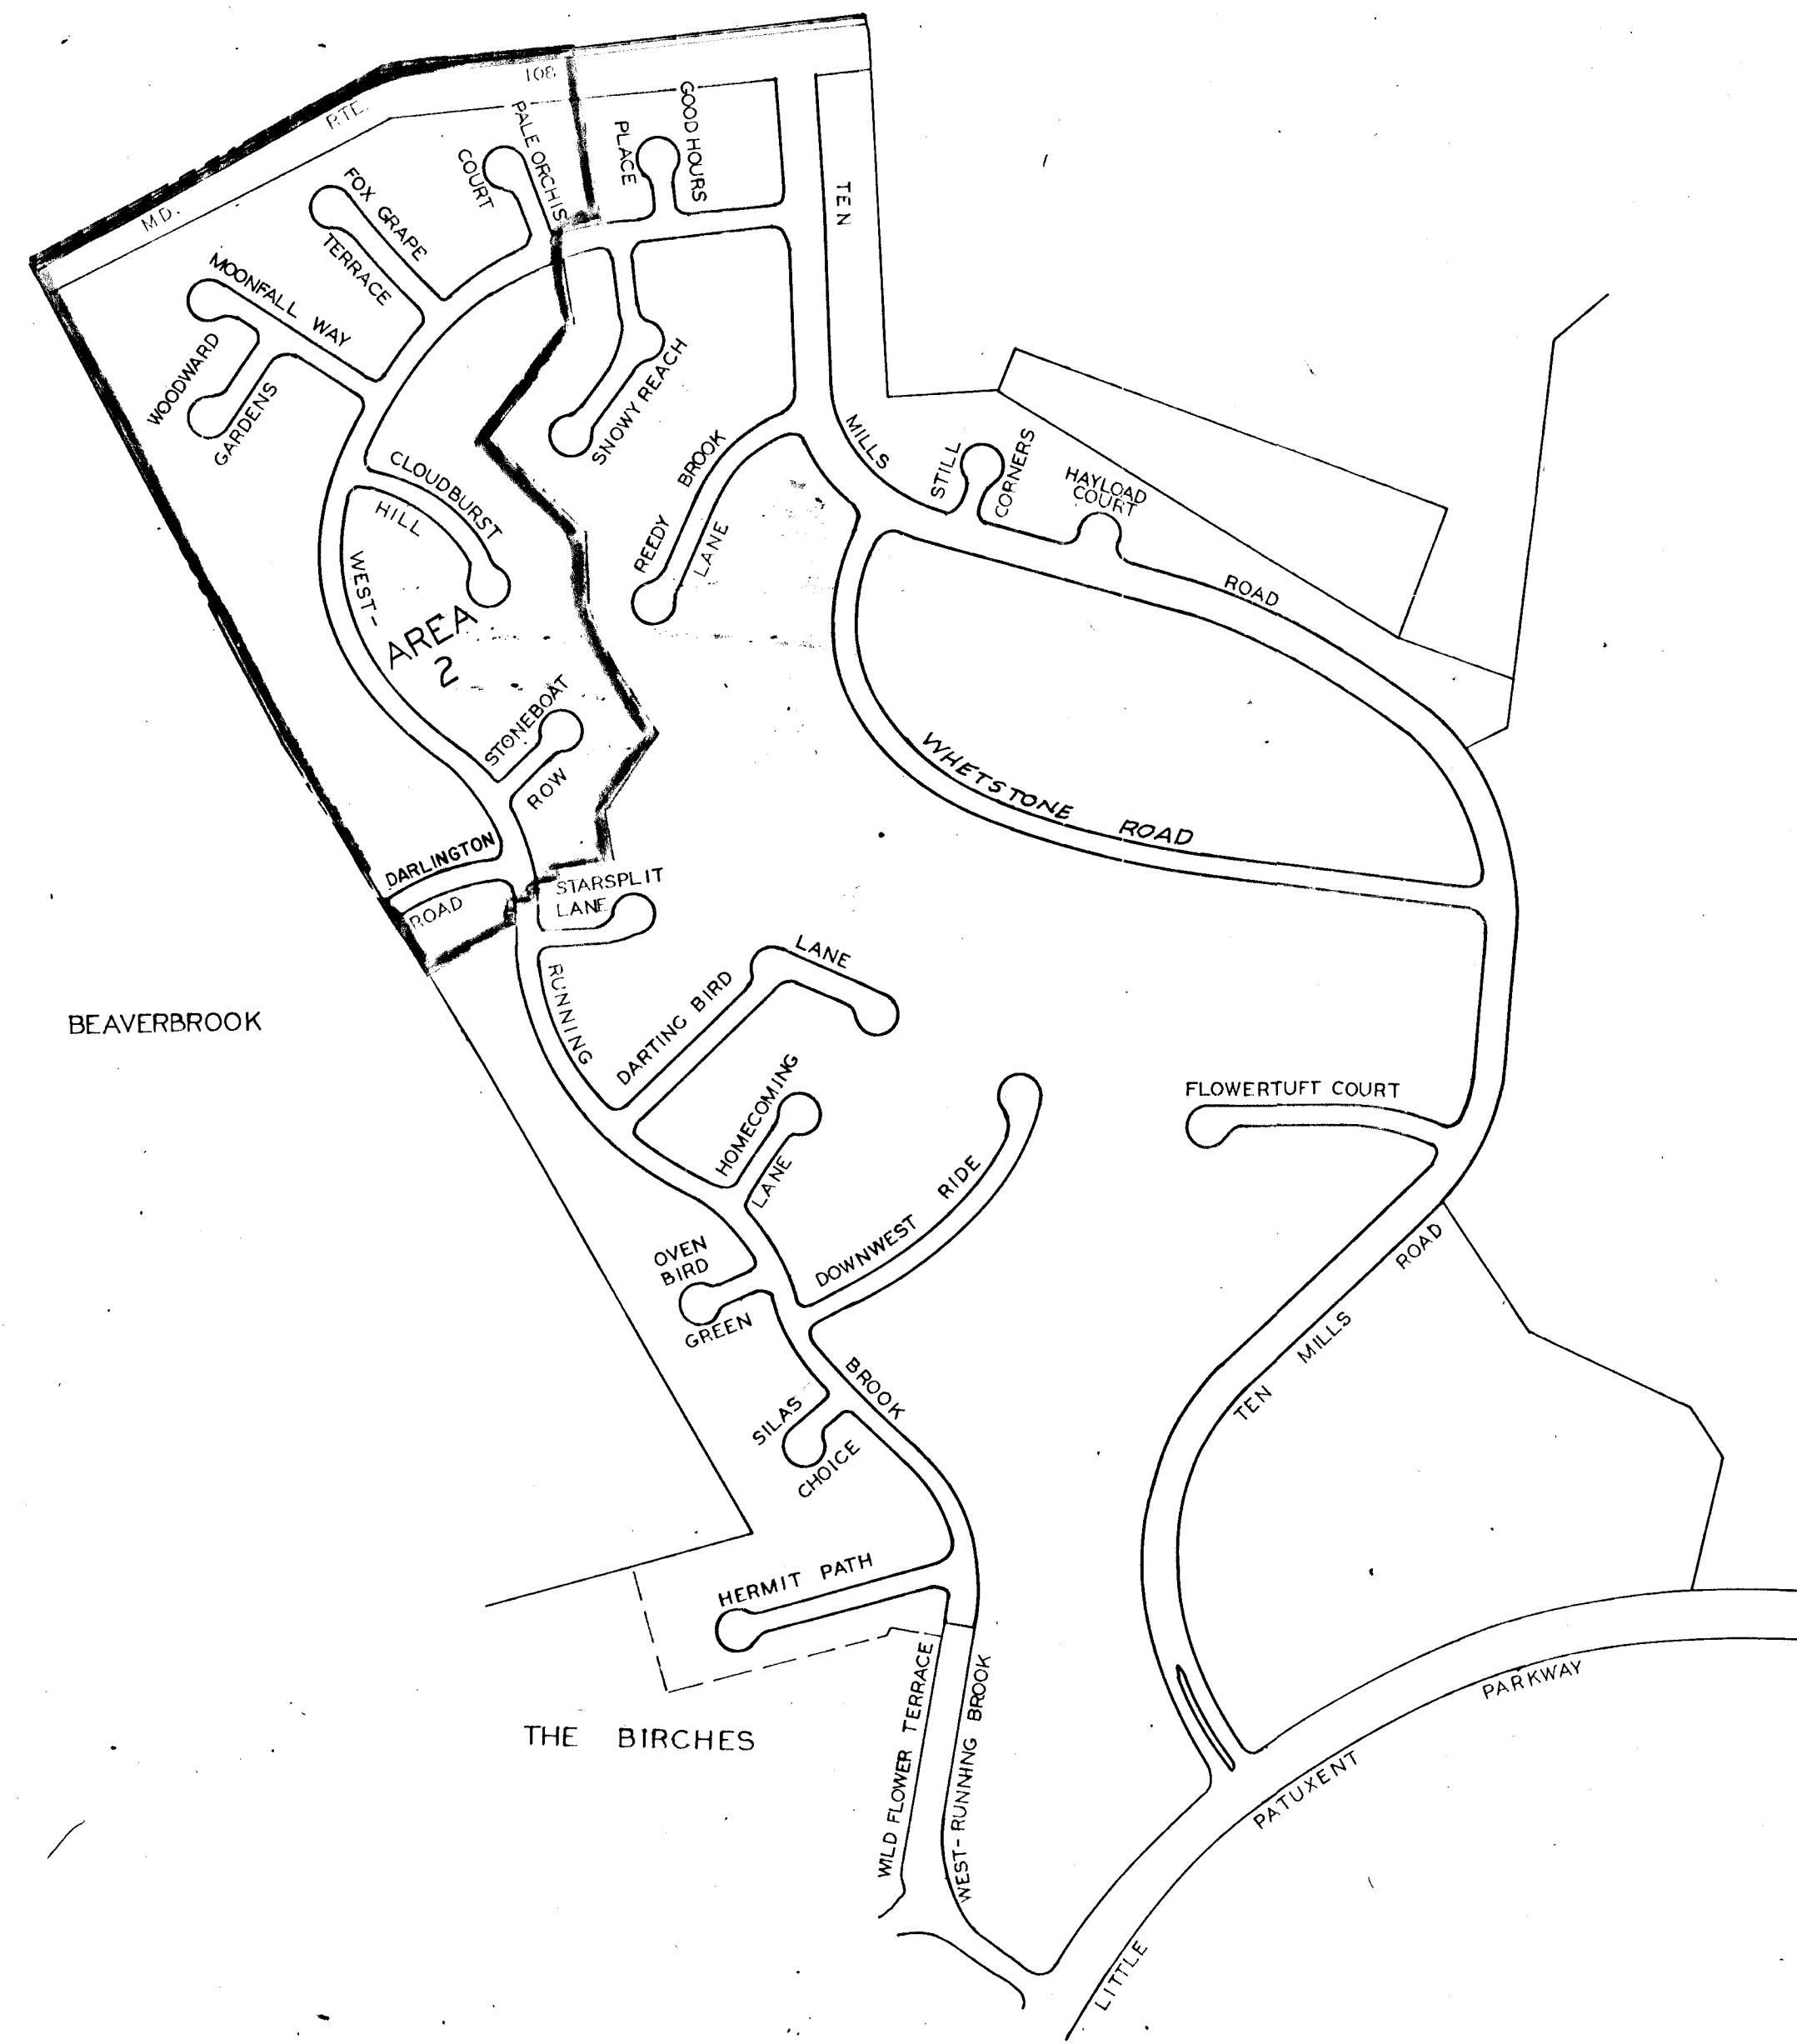 MD. RTE. 108
PALE ORCHIS
COURT
GOOD HOURS
PLACE
FOX GRAPE
TERRACE
MOONFALL WAY
WOODWARD
GARDENS
TEN
MILLS
ROAD
SNOWY REACH
REEDY BROOK
LANE
STILL
CORNERS
HAYLOAD
COURT
CLOUDBURST
HILL
WEST-
AREA
2
STONEBOAT
ROW
WHETSTONE ROAD
DARLINGTON
ROAD
STARSPLIT
LANE
RUNNING
DARTING BIRD LANE
BEAVERBROOK
HOMECOMING
LANE
FLOWERTUFT COURT
DOWNWEST RIDE
OVEN
BIRD
GREEN
BROOK
SILAS
CHOICE
TEN MILLS ROAD
HERMIT PATH
THE BIRCHES
WILD FLOWER TERRACE
WEST-RUNNING BROOK
LITTLE PATUXENT PARKWAY